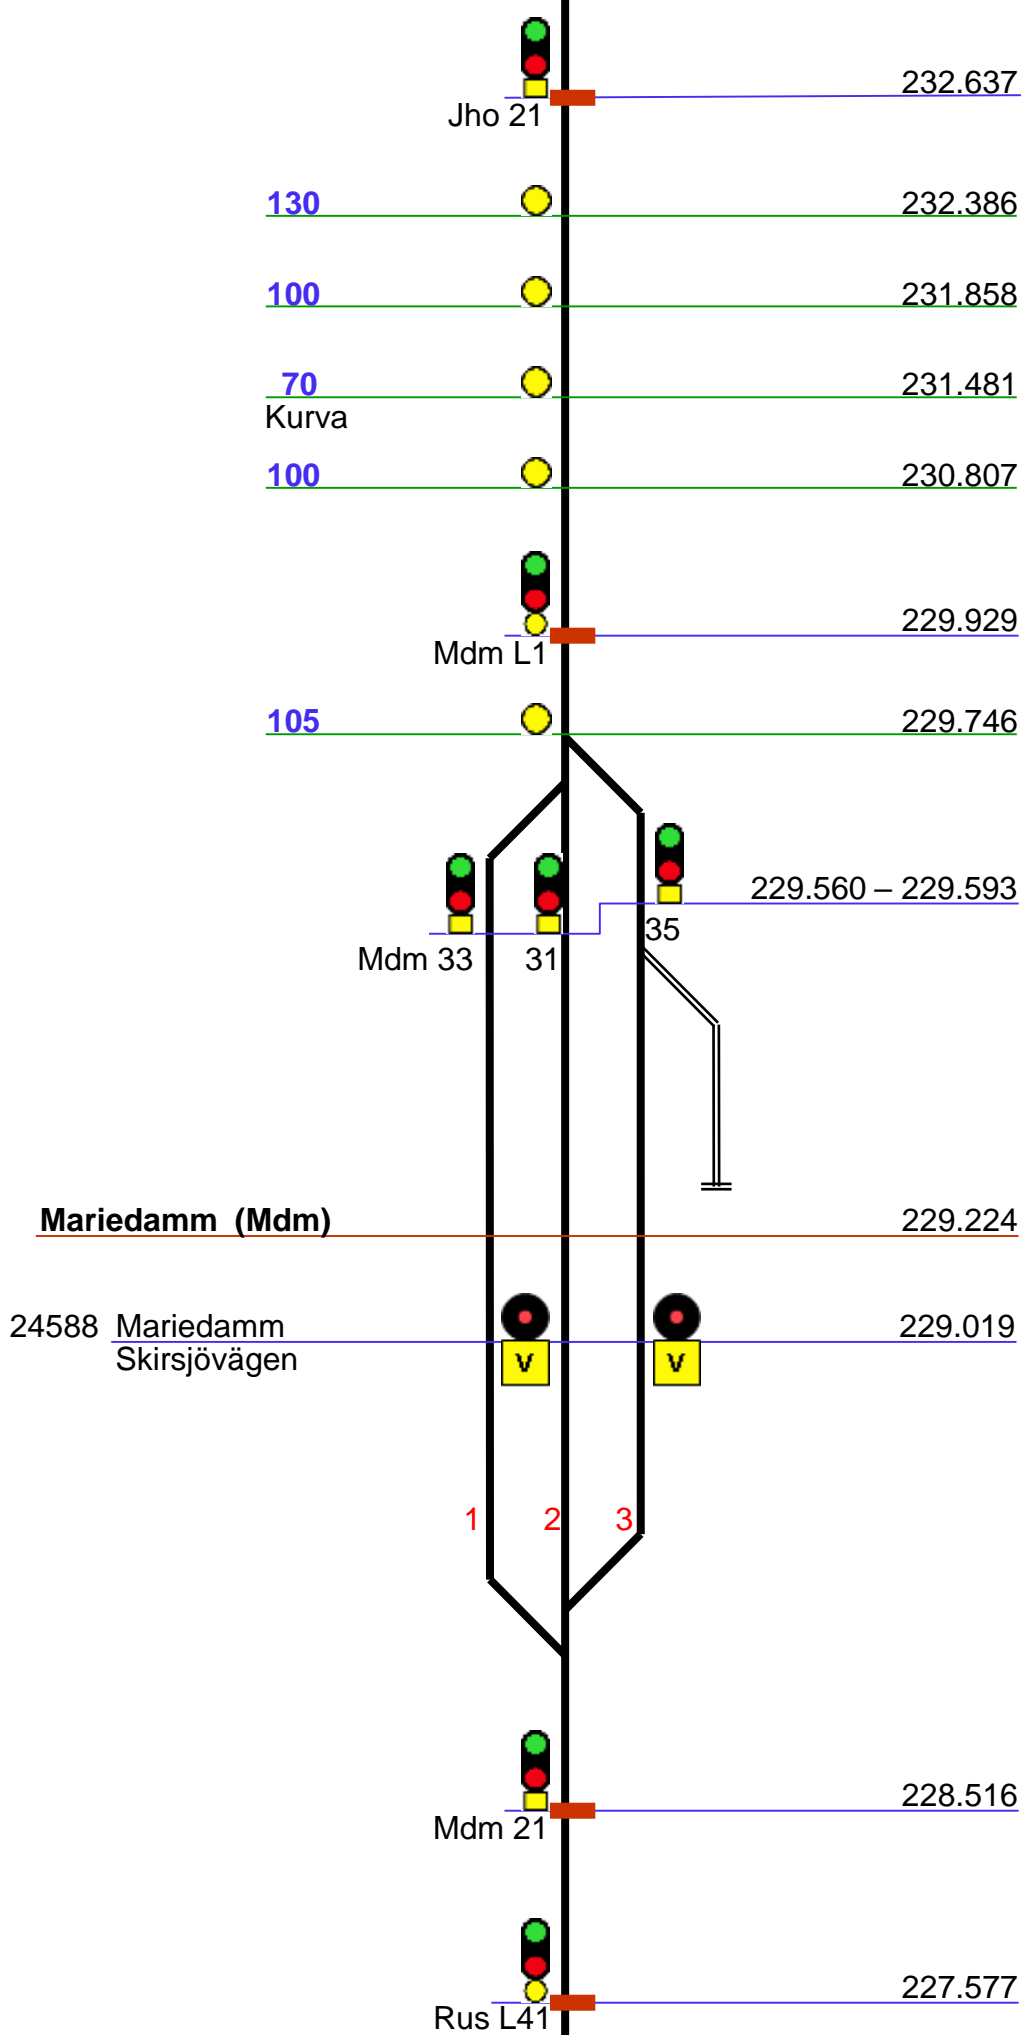 232.637
Jho 21
130 232.386
100 231.858
70 231.481
Kurva
100 230.807
229.929
Mdm L1
105 229.746
229.560 – 229.593
35
Mdm 33 31
Mariedamm (Mdm) 229.224
24588 Mariedamm 229.019
Skirsjövägen
V V
1 2 3
228.516
Mdm 21
227.577
Rus L41